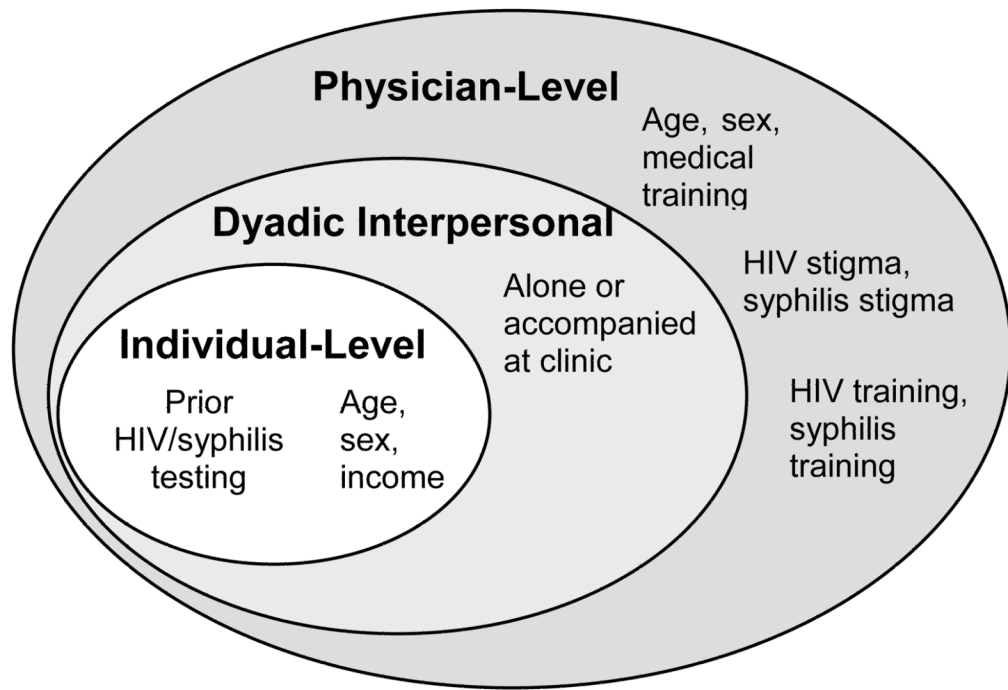 Physician-Level
Age, sex,
medical
training
Dyadic Interpersonal
HIV stigma,
syphilis stigma
Alone or
accompanied
at clinic
Individual-Level
Prior
HIV/syphilis
testing
Age,
sex,
income
HIV training,
syphilis
training